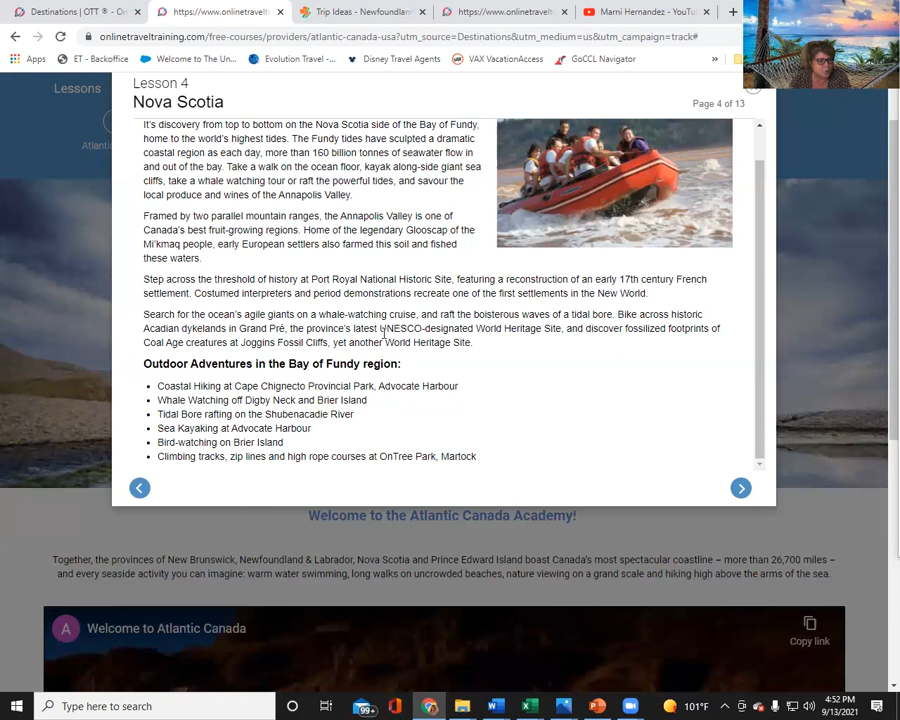 Destinations | OTT ® - On
https://www.onlinetravelt
Trip Ideas - Newfoundlan
https://www.onlinetravelt
Marni Hernandez - YouTu
onlinetraveltraining.com/free-courses/providers/atlantic-canada-usa?utm_source=Destinations&utm_medium=us&utm_campaign=track#
Apps
ET - Backoffice
Welcome to The Un...
Evolution Travel -...
Disney Travel Agents
VAX VacationAccess
GoCCL Navigator
»
Lessons
Lesson 4
Nova Scotia
Page 4 of 13
Atlanti
It's discovery from top to bottom on the Nova Scotia side of the Bay of Fundy,
home to the world's highest tides. The Fundy tides have sculpted a dramatic
coastal region as each day, more than 160 billion tonnes of seawater flow in
and out of the bay. Take a walk on the ocean floor, kayak along-side giant sea
cliffs, take a whale watching tour or raft the powerful tides, and savour the
local produce and wines of the Annapolis Valley.
Framed by two parallel mountain ranges, the Annapolis Valley is one of
Canada's best fruit-growing regions. Home of the legendary Glooscap of the
Mi'kmaq people, early European settlers also farmed this soil and fished
these waters.
Step across the threshold of history at Port Royal National Historic Site, featuring a reconstruction of an early 17th century French
settlement. Costumed interpreters and period demonstrations recreate one of the first settlements in the New World.
Search for the ocean's agile giants on a whale-watching cruise, and raft the boisterous waves of a tidal bore. Bike across historic
Acadian dykelands in Grand Pré, the province's latest UNESCO-designated World Heritage Site, and discover fossilized footprints of
Coal Age creatures at Joggins Fossil Cliffs, yet another World Heritage Site.
Outdoor Adventures in the Bay of Fundy region:
• Coastal Hiking at Cape Chignecto Provincial Park, Advocate Harbour
• Whale Watching off Digby Neck and Brier Island
• Tidal Bore rafting on the Shubenacadie River
• Sea Kayaking at Advocate Harbour
• Bird-watching on Brier Island
• Climbing tracks, zip lines and high rope courses at OnTree Park, Martock
Welcome to the Atlantic Canada Academy!
Together, the provinces of New Brunswick, Newfoundland & Labrador, Nova Scotia and Prince Edward Island boast Canada's most spectacular coastline – more than 26,700 miles –
and every seaside activity you can imagine: warm water swimming, long walks on uncrowded beaches, nature viewing on a grand scale and hiking high above the arms of the sea.
A
Welcome to Atlantic Canada
Copy link
Type here to search
99+
101°F
4:52 PM
9/13/2021